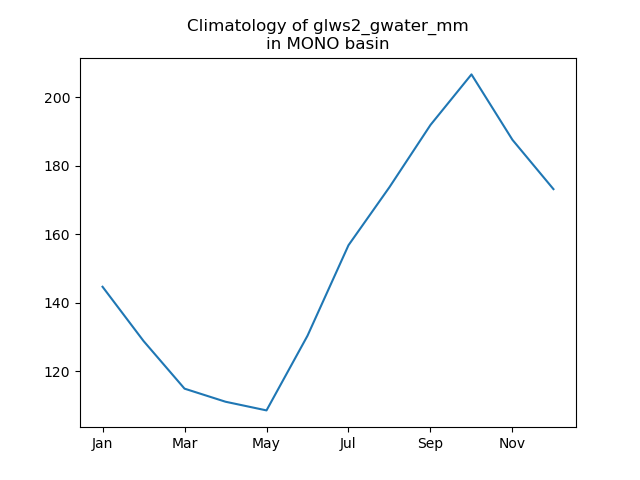 Climatology of glws2_gwater_mm
in MONO basin
200
180
160
140
120
Jan
Mar
May
Jul
Sep
Nov